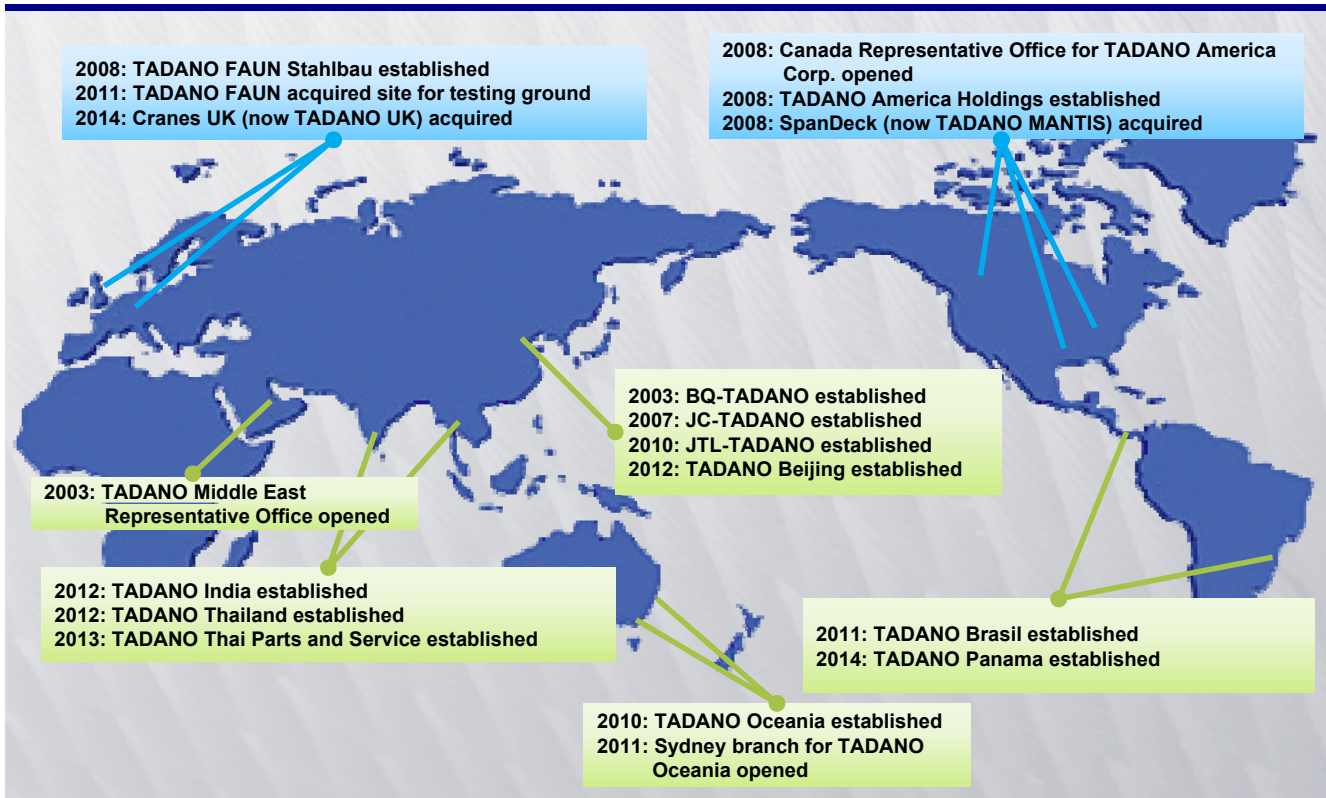 2008: TADANO FAUN Stahlbau established
2011: TADANO FAUN acquired site for testing ground
2014: Cranes UK (now TADANO UK) acquired
2008: Canada Representative Office for TADANO America
Corp. opened
2008: TADANO America Holdings established
2008: SpanDeck (now TADANO MANTIS) acquired
2003: BQ-TADANO established
2007: JC-TADANO established
2010: JTL-TADANO established
2012: TADANO Beijing established
2003: TADANO Middle East
Representative Office opened
2012: TADANO India established
2012: TADANO Thailand established
2013: TADANO Thai Parts and Service established
2011: TADANO Brasil established
2014: TADANO Panama established
2010: TADANO Oceania established
2011: Sydney branch for TADANO
Oceania opened